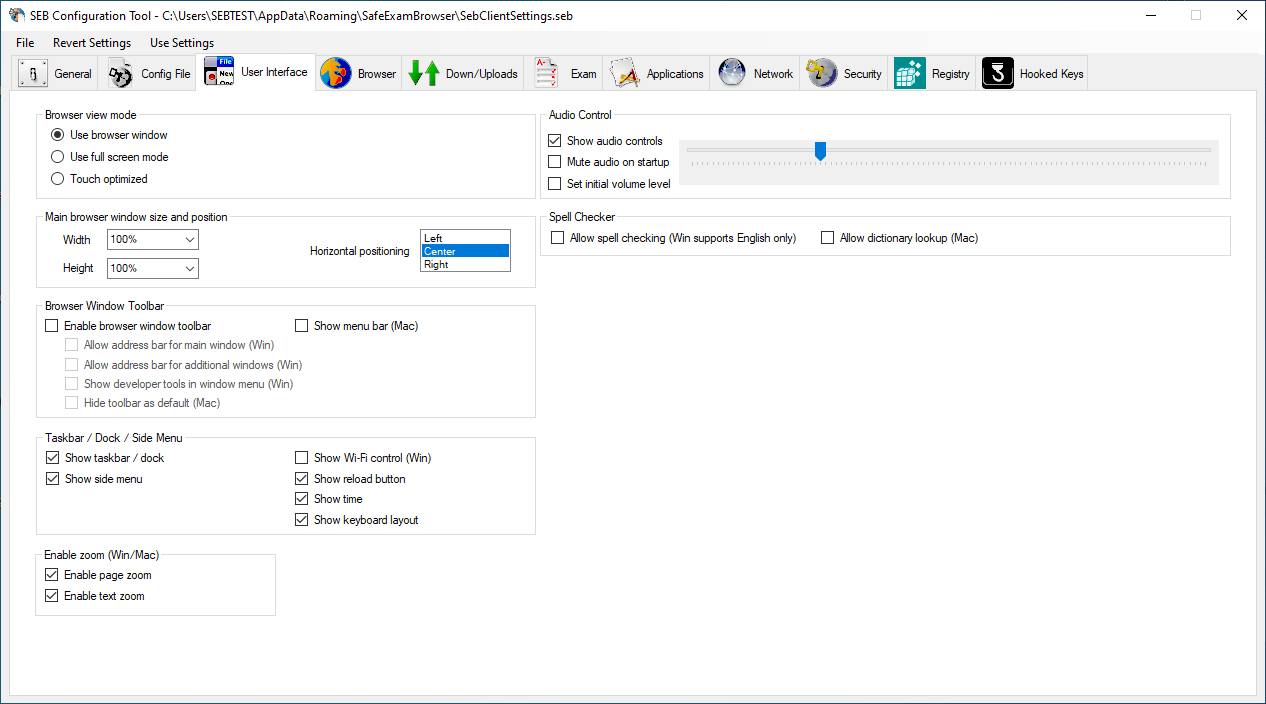 SEB Configuration Tool - C:\Users\SEBTEST\AppData\Roaming\SafeExamBrowser\SebClientSettings.seb
File Revert Settings Use Settings
General Config File User Interface Browser Down/Uploads Exam Applications Network Security Registry Hooked Keys
Browser view mode
Use browser window
Use full screen mode
Touch optimized
Main browser window size and position
Width 100%
Height 100%
Horizontal positioning
Left
Center
Right
Browser Window Toolbar
Enable browser window toolbar Show menu bar (Mac)
Allow address bar for main window (Win)
Allow address bar for additional windows (Win)
Show developer tools in window menu (Win)
Hide toolbar as default (Mac)
Taskbar / Dock / Side Menu
Show taskbar / dock Show Wi-Fi control (Win)
Show side menu Show reload button
Show time
Show keyboard layout
Enable zoom (Win/Mac)
Enable page zoom
Enable text zoom
Audio Control
Show audio controls
Mute audio on startup
Set initial volume level
Spell Checker
Allow spell checking (Win supports English only) Allow dictionary lookup (Mac)